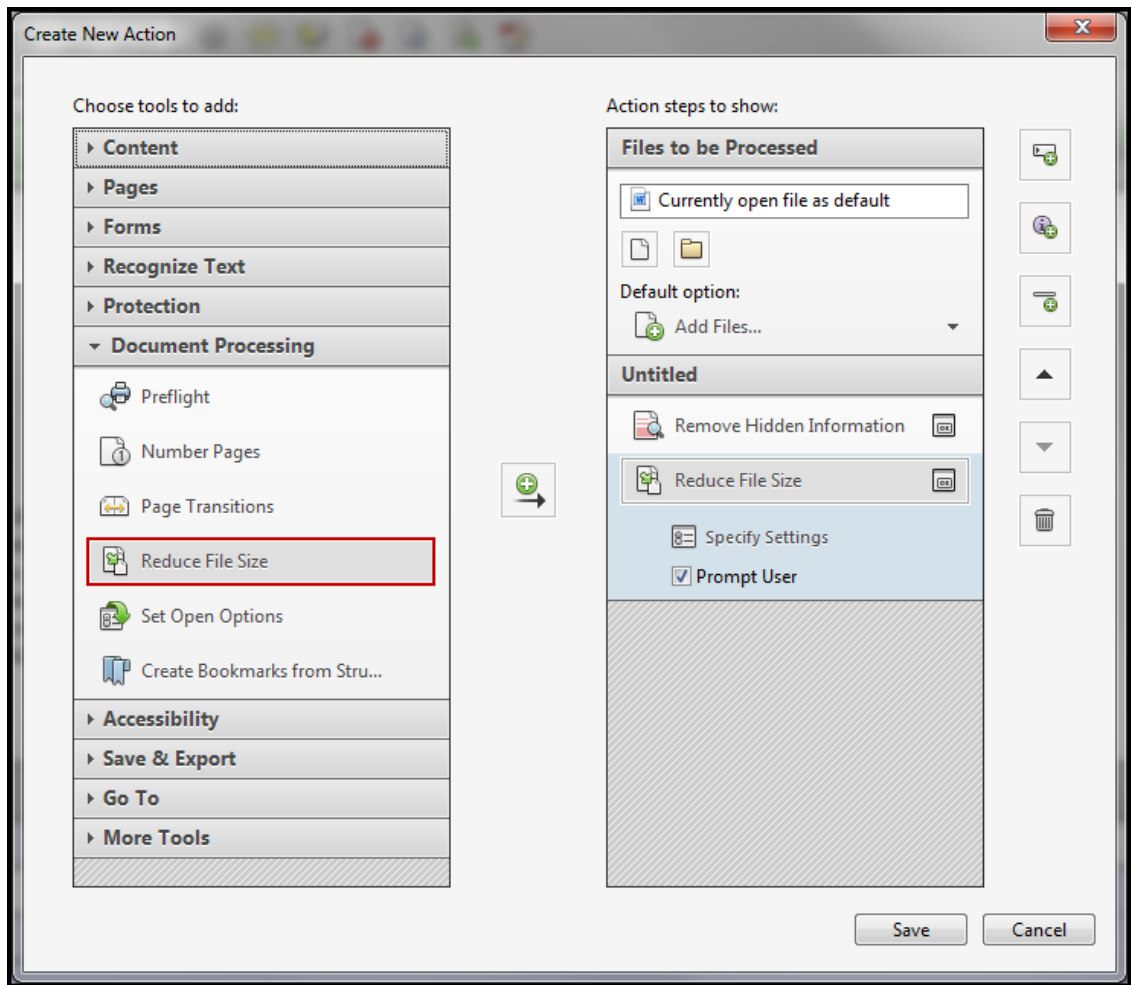 Create New Action
Choose tools to add:
Content
Pages
Forms
Recognize Text
Protection
Document Processing
Preflight
Number Pages
Page Transitions
Reduce File Size
Set Open Options
Create Bookmarks from Stru...
Accessibility
Save & Export
Go To
More Tools
Action steps to show:
Files to be Processed
Currently open file as default
Default option:
Add Files...
Untitled
Remove Hidden Information
Reduce File Size
Specify Settings
Prompt User
Save
Cancel